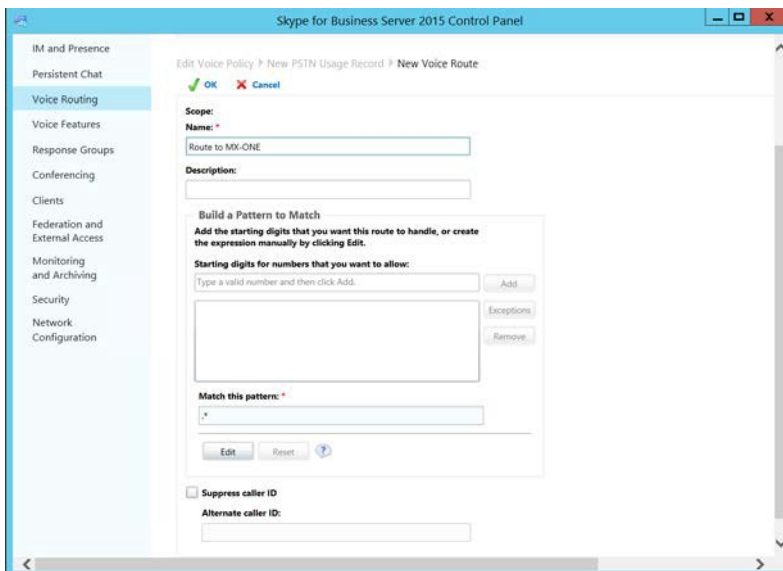 Skype for Business Server 2015 Control Panel
IM and Presence
Persistent Chat
Voice Routing
Voice Features
Response Groups
Conferencing
Clients
Federation and
External Access
Monitoring
and Archiving
Security
Network
Configuration
Edit Voice Policy New PSTN Usage Record New Voice Route
OK Cancel
Scope:
Name: *
Route to MX-ONE
Description:
Build a Pattern to Match
Add the starting digits that you want this route to handle, or create
the expression manually by clicking Edit.
Starting digits for numbers that you want to allow:
Type a valid number and then click Add. Add
Exceptions
Remove
Match this pattern: *
.*
Edit Reset ?
Suppress caller ID
Alternate caller ID: